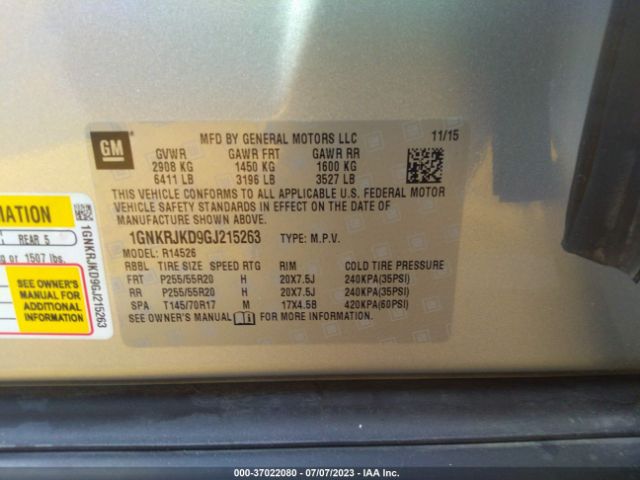 GM
MFD BY GENERAL MOTORS LLC 11/15
GVWR GAWR FRT GAWR RR
2908 KG 1450 KG 1600 KG
6411 LB 3196 LB 3527 LB
THIS VEHICLE CONFORMS TO ALL APPLICABLE U.S. FEDERAL MOTOR
VEHICLE SAFETY STANDARDS IN EFFECT ON THE DATE OF
MANUFACTURE SHOWN ABOVE.
1GNKRJKD9GJ215263 TYPE: M.P.V.
MODEL: R14526
RBBL TIRE SIZE SPEED RTG RIM COLD TIRE PRESSURE
FRT P255/55R20 H 20X7.5J 240KPA(35PSI)
RR P255/55R20 H 20X7.5J 240KPA(35PSI)
SPA T145/70R17 M 17X4.5B 420KPA(60PSI)
SEE OWNER'S MANUAL FOR MORE INFORMATION.
MATION
REAR 5
g or 1507 lbs.
SEE OWNER'S
MANUAL FOR
ADDITIONAL
INFORMATION
1GNKRJKD9GJ215263
000-37022080 - 07/07/2023 - IAA Inc.